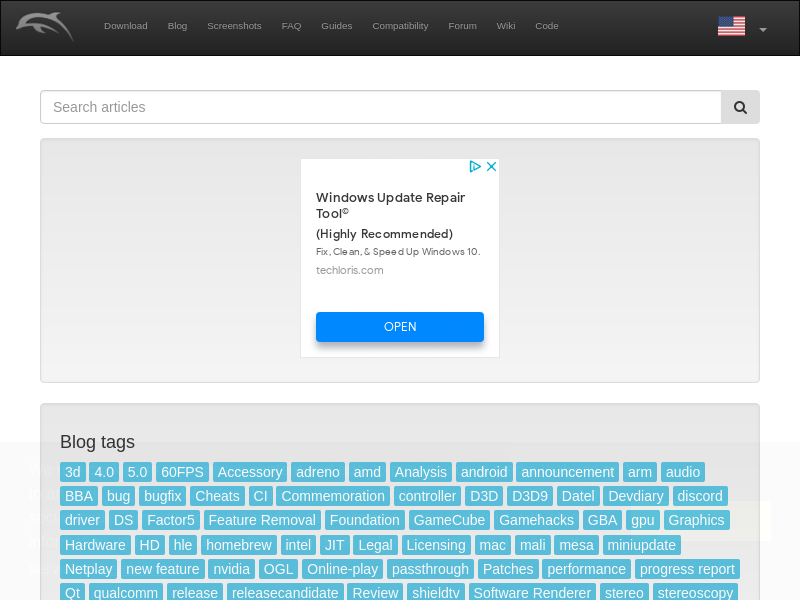 Download Blog Screenshots FAQ Guides Compatibility Forum Wiki Code
Search articles
Windows Update Repair
Tool©
(Highly Recommended)
Fix, Clean, & Speed Up Windows 10.
techloris.com
OPEN
Blog tags
3d 4.0 5.0 60FPS Accessory adreno amd Analysis android announcement arm audio
BBA bug bugfix Cheats CI Commemoration controller D3D D3D9 Datel Devdiary discord
driver DS Factor5 Feature Removal Foundation GameCube Gamehacks GBA gpu Graphics
Hardware HD hle homebrew intel JIT Legal Licensing mac mali mesa miniupdate
Netplay new feature nvidia OGL Online-play passthrough Patches performance progress report
Qt qualcomm release releasecandidate Review shieldtv Software Renderer stereo stereoscopy